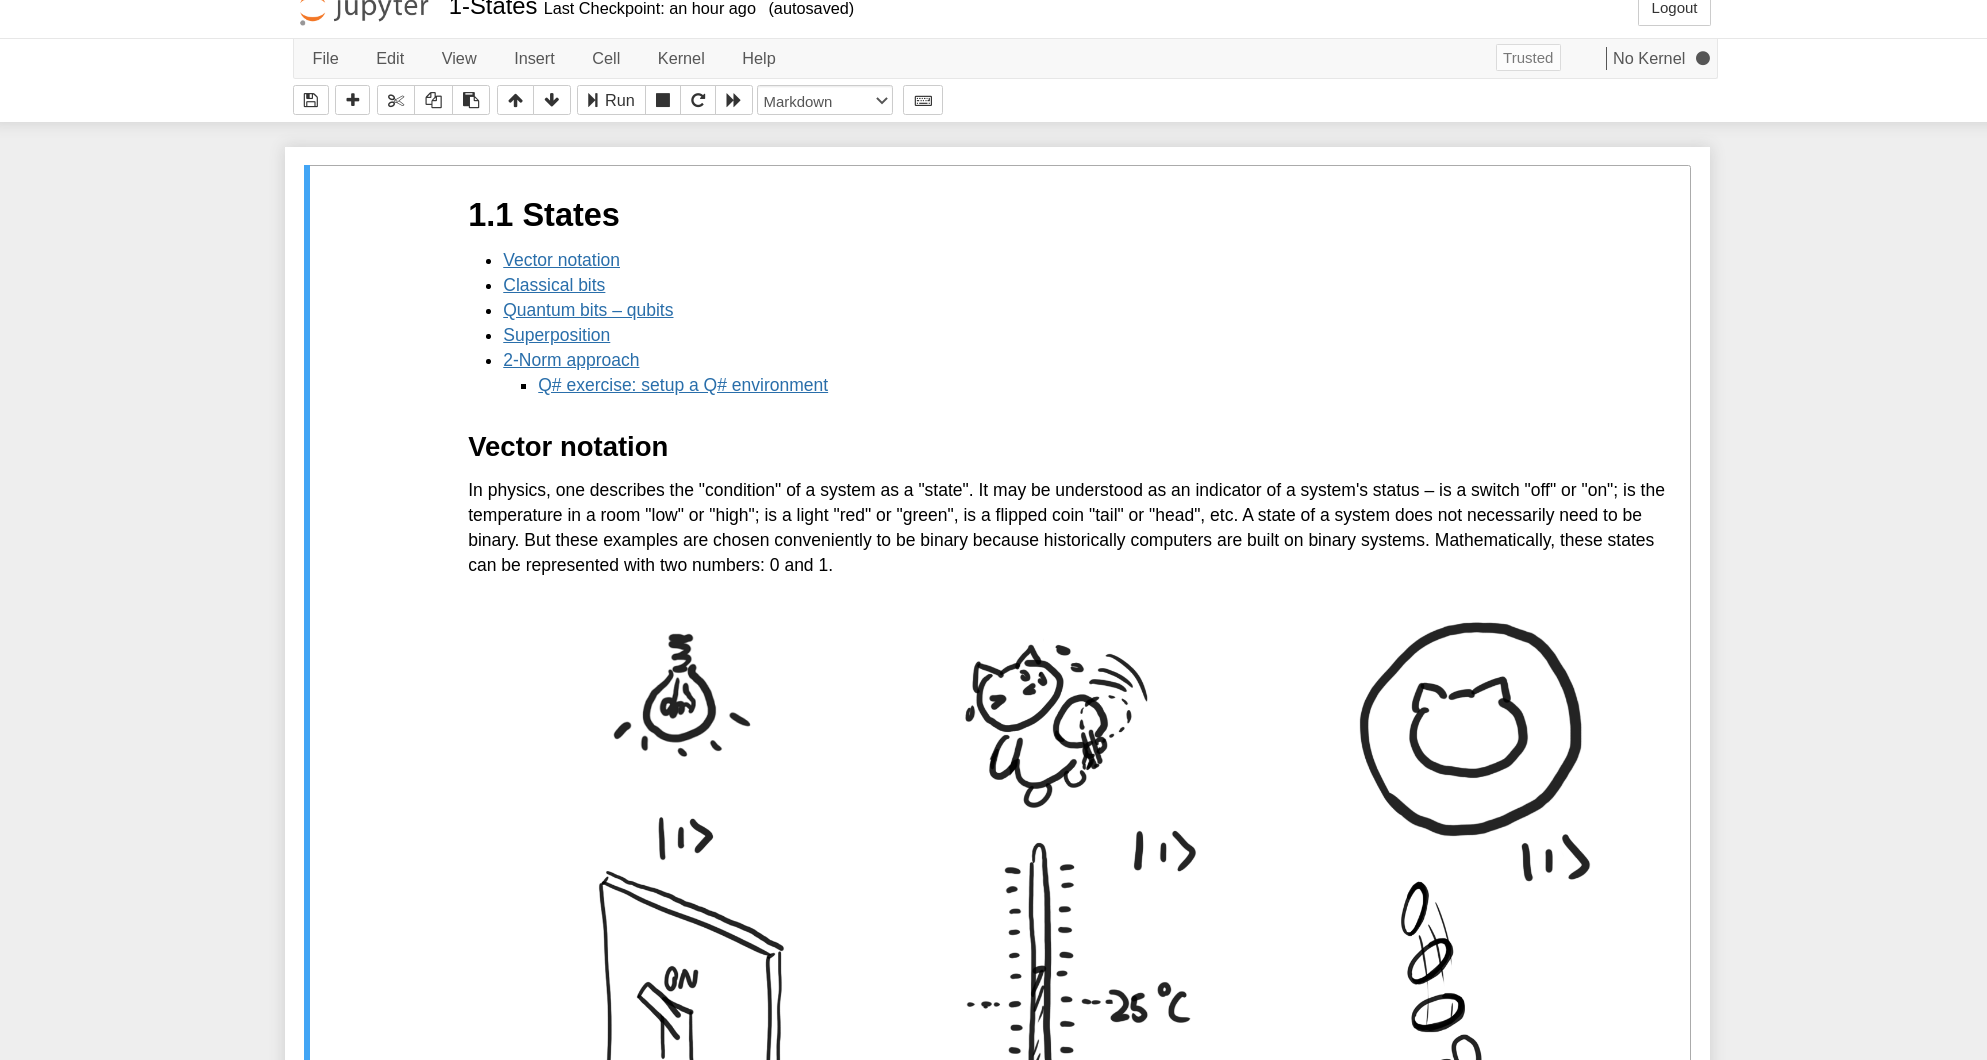 jupyter 1-States Last Checkpoint: an hour ago (autosaved) Logout
File Edit View Insert Cell Kernel Help Trusted No Kernel
Run Markdown
1.1 States
Vector notation
Classical bits
Quantum bits – qubits
Superposition
2-Norm approach
Q# exercise: setup a Q# environment
Vector notation
In physics, one describes the "condition" of a system as a "state". It may be understood as an indicator of a system's status – is a switch "off" or "on"; is the
temperature in a room "low" or "high"; is a light "red" or "green", is a flipped coin "tail" or "head", etc. A state of a system does not necessarily need to be
binary. But these examples are chosen conveniently to be binary because historically computers are built on binary systems. Mathematically, these states
can be represented with two numbers: 0 and 1.
|1> |1> |1>
ON
25 °C